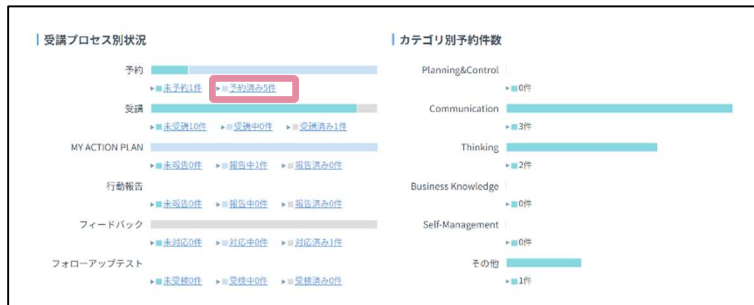 受講プロセス別状況
予約
未予約1件 予約済み5件
受講
未受講10件 受講中0件 受講済み1件
MY ACTION PLAN
未報告0件 報告中1件 報告済み0件
行動報告
未報告0件 報告中0件 報告済み0件
フィードバック
未対応0件 対応中0件 対応済み1件
フォローアップテスト
未受検0件 受検中0件 受検済み0件
カテゴリ別予約件数
Planning&Control
0件
Communication
3件
Thinking
2件
Business Knowledge
0件
Self-Management
0件
その他
1件